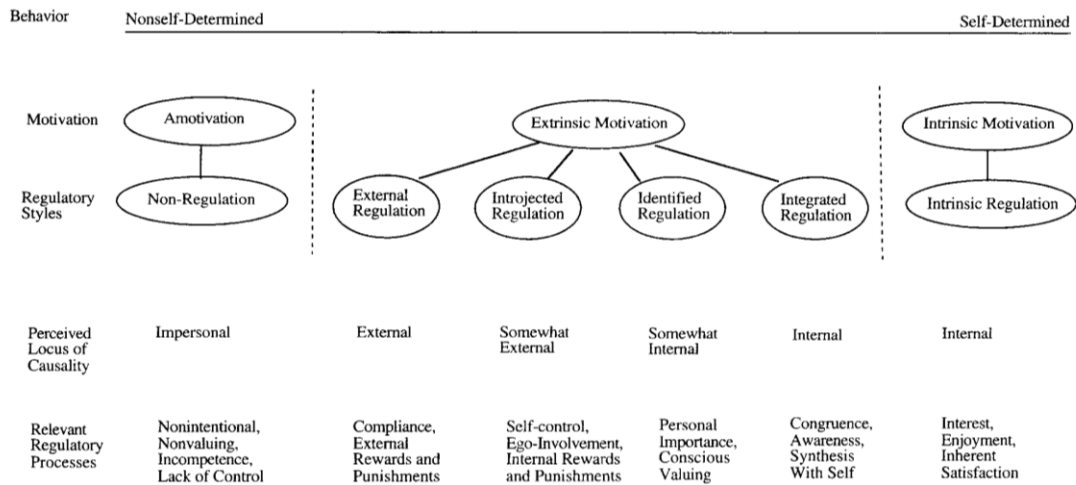 Behavior Nonself-Determined Self-Determined
Motivation Amotivation Extrinsic Motivation Intrinsic Motivation
Regulatory
Styles
Non-Regulation
External
Regulation
Introjected
Regulation
Identified
Regulation
Integrated
Regulation
Intrinsic Regulation
Perceived
Locus of
Causality
Impersonal
External
Somewhat
External
Somewhat
Internal
Internal
Internal
Relevant
Regulatory
Processes
Nonintentional,
Nonvaluing,
Incompetence,
Lack of Control
Compliance,
External
Rewards and
Punishments
Self-control,
Ego-Involvement,
Internal Rewards
and Punishments
Personal
Importance,
Conscious
Valuing
Congruence,
Awareness,
Synthesis
With Self
Interest,
Enjoyment,
Inherent
Satisfaction